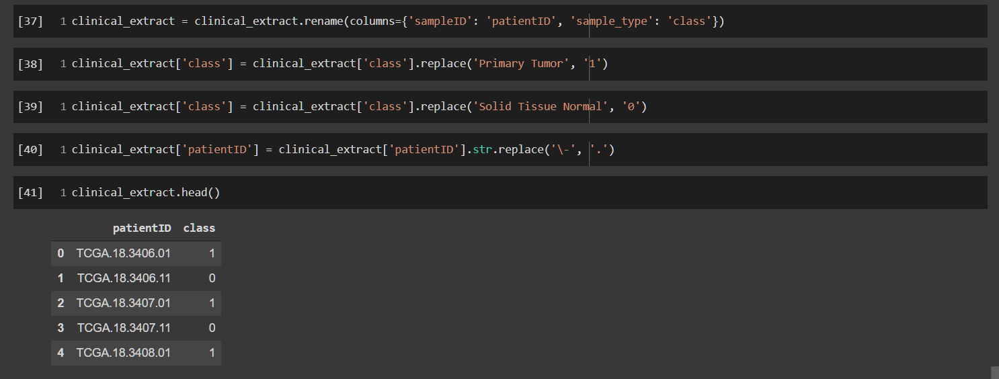 [37] 1 clinical_extract = clinical_extract.rename(columns={'sampleID': 'patientID', 'sample_type': 'class'})
[38] 1 clinical_extract['class'] = clinical_extract['class'].replace('Primary Tumor', '1')
[39] 1 clinical_extract['class'] = clinical_extract['class'].replace('Solid Tissue Normal', '0')
[40] 1 clinical_extract['patientID'] = clinical_extract['patientID'].str.replace('\-', '.')
[41] 1 clinical_extract.head()
patientID class
0 TCGA.18.3406.01 1
1 TCGA.18.3406.11 0
2 TCGA.18.3407.01 1
3 TCGA.18.3407.11 0
4 TCGA.18.3408.01 1